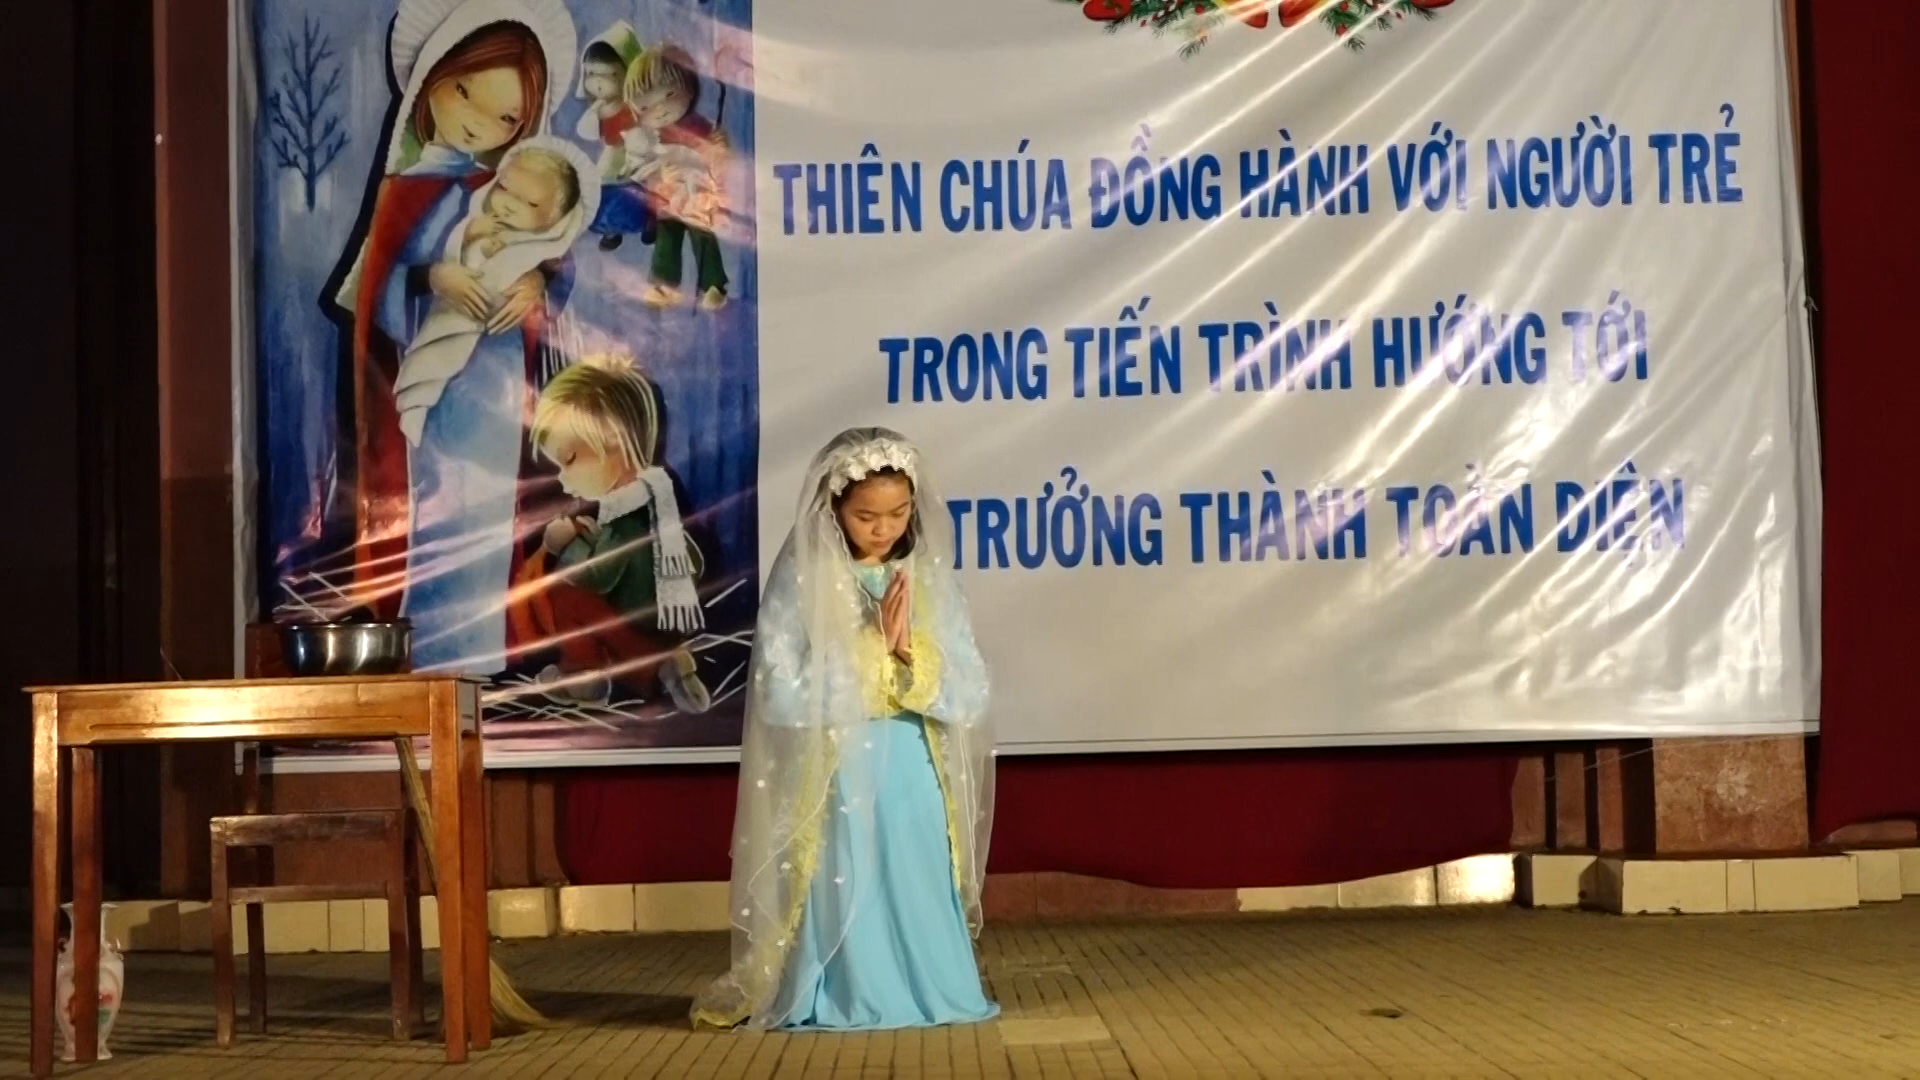 THIÊN CHÚA ĐỒNG HÀNH VỚI NGƯỜI TRẺ
TRONG TIẾN TRÌNH HƯỚNG TỚI
TRƯỞNG THÀNH TOÀN DIỆN